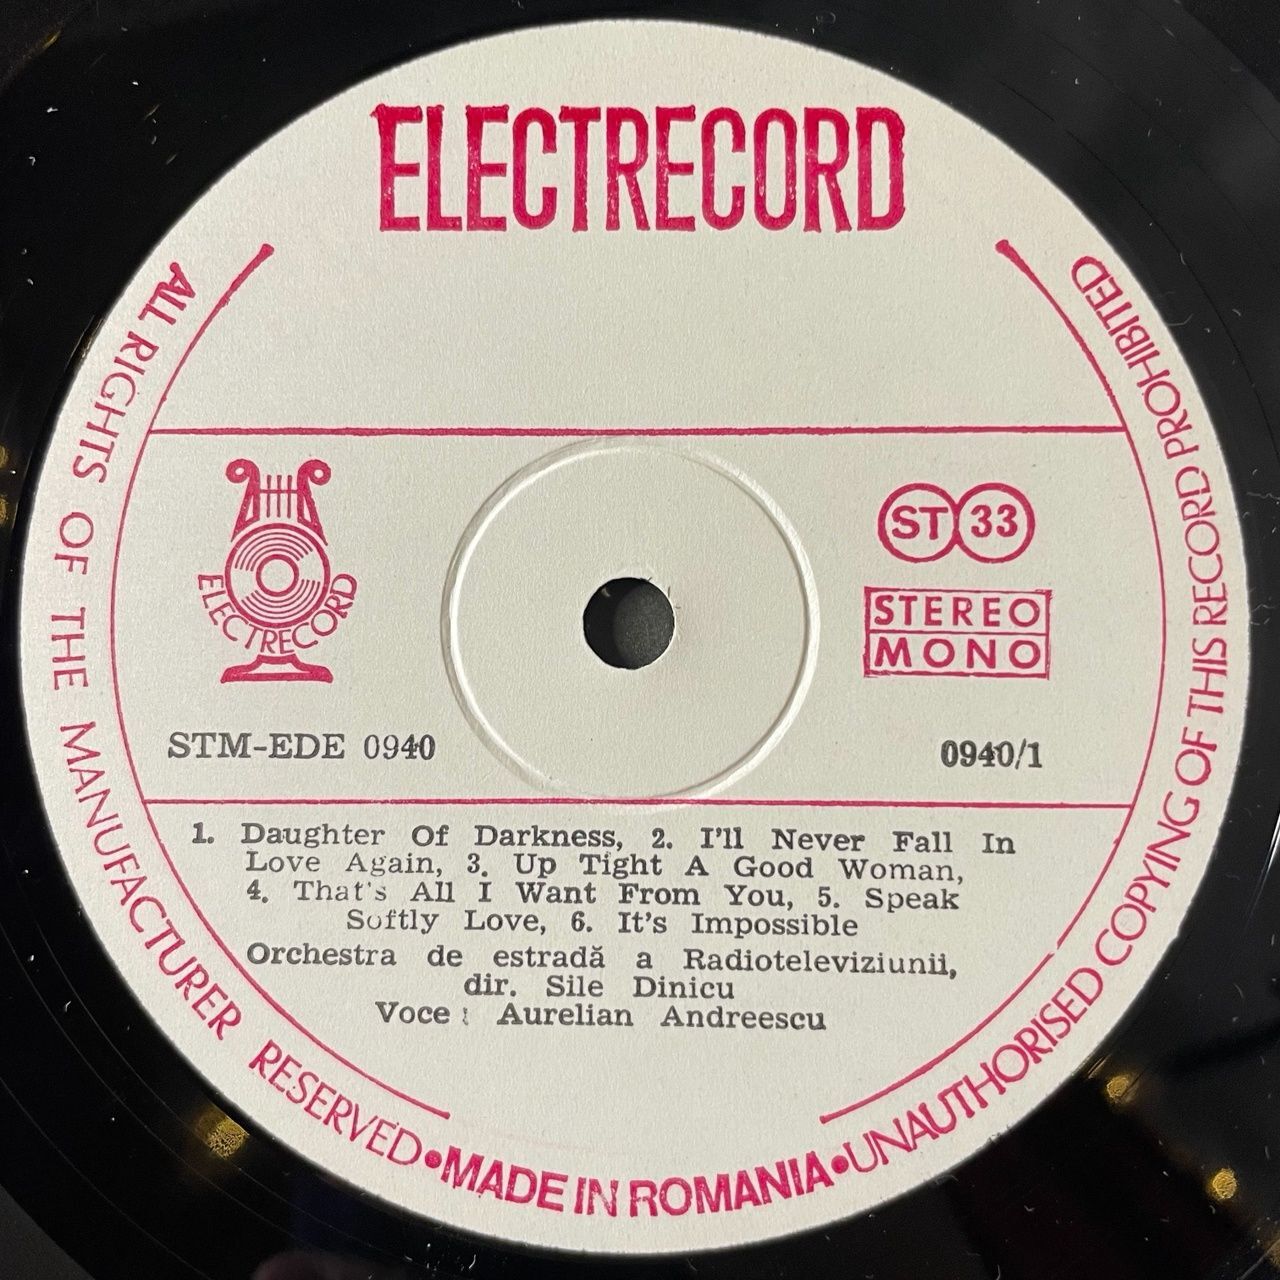 ELECTRECORD
ST 33
ELECTRECORD
STEREO
MONO
STM-EDE 0940
0940/1
1. Daughter Of Darkness, 2. I'll Never Fall In
Love Again, 3. Up Tight A Good Woman,
4. That's All I Want From You, 5. Speak
Softly Love, 6. It's Impossible
Orchestra de estradă a Radioteleviziunii,
dir. Sile Dinicu
Voce : Aurelian Andreescu
ALL RIGHTS OF THE MANUFACTURER RESERVED•MADE IN ROMANIA•UNAUTHORISED COPYING OF THIS RECORD PROHIBITED